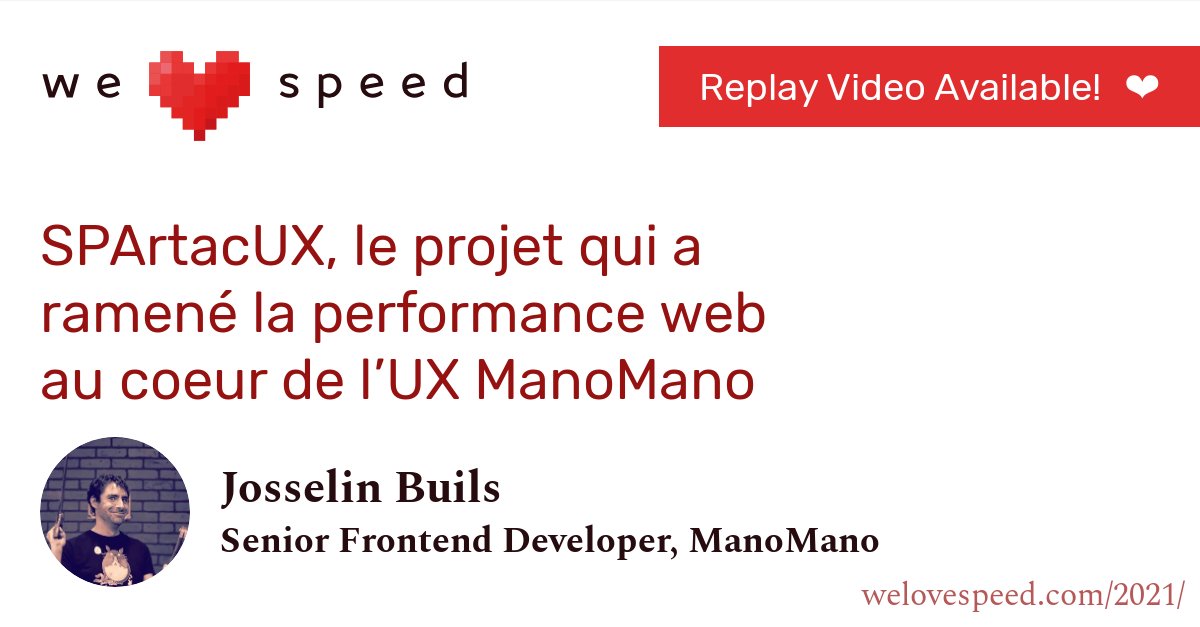 we speed
Replay Video Available! ❤
SPArtacUX, le projet qui a
ramené la performance web
au coeur de l’UX ManoMano
Josselin Buils
Senior Frontend Developer, ManoMano
welovespeed.com/2021/